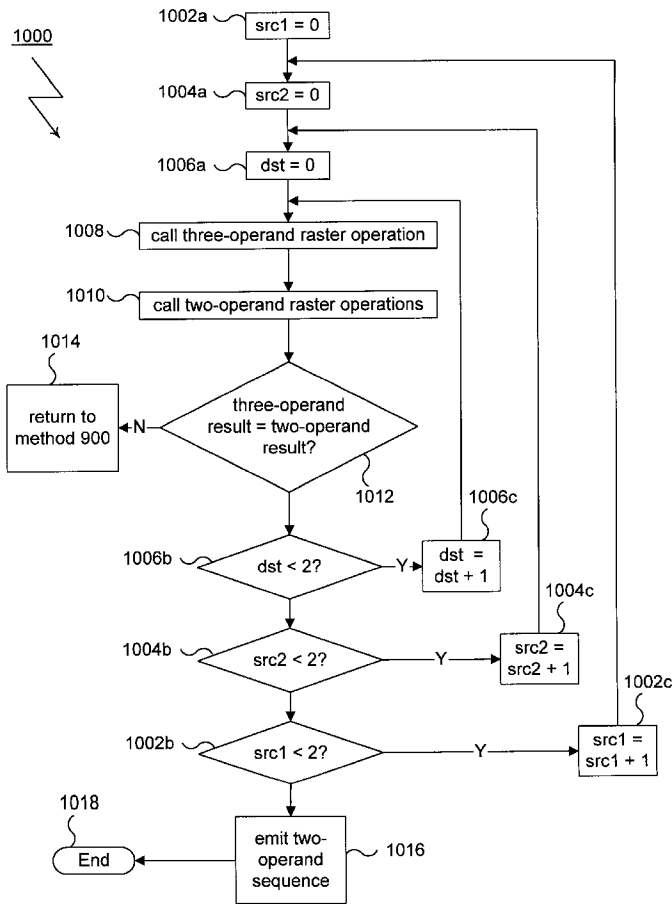 1000
1002a
src1 = 0
1004a
src2 = 0
1006a
dst = 0
1008
call three-operand raster operation
1010
call two-operand raster operations
1014
return to
method 900
N
three-operand
result = two-operand
result?
1012
1006b
dst < 2?
Y
1006c
dst =
dst + 1
1004b
src2 < 2?
Y
1004c
src2 =
src2 + 1
1002b
src1 < 2?
Y
1002c
src1 =
src1 + 1
1018
End
emit two-
operand
sequence
1016